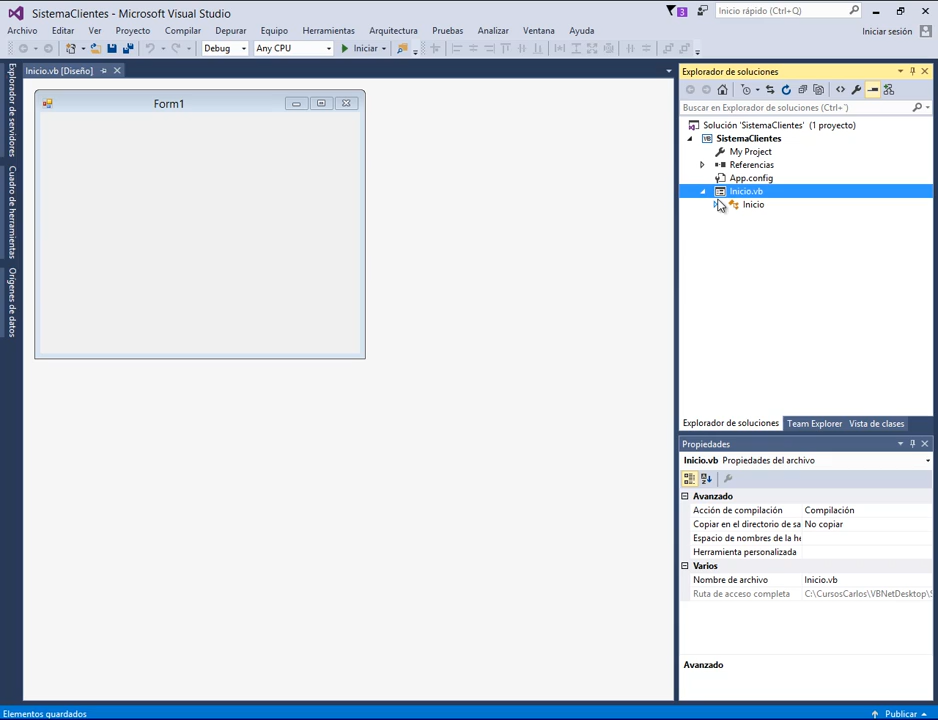 SistemaClientes - Microsoft Visual Studio
3
Inicio rápido (Ctrl+Q)
Archivo Editar Ver Proyecto Compilar Depurar Equipo Herramientas Arquitectura Pruebas Analizar Ventana Ayuda
Iniciar sesión
Debug Any CPU Iniciar
Explorador de servidores
Cuadro de herramientas
Orígenes de datos
Inicio.vb [Diseño]
Form1
Explorador de soluciones
Buscar en Explorador de soluciones (Ctrl+´)
Solución 'SistemaClientes' (1 proyecto)
VB SistemaClientes
My Project
Referencias
App.config
Inicio.vb
Inicio
Explorador de soluciones Team Explorer Vista de clases
Propiedades
Inicio.vb Propiedades del archivo
Avanzado
Acción de compilación Compilación
Copiar en el directorio de sa No copiar
Espacio de nombres de la he
Herramienta personalizada
Varios
Nombre de archivo Inicio.vb
Ruta de acceso completa C:\CursosCarlos\VBNetDesktop\S
Avanzado
Elementos guardados
Publicar